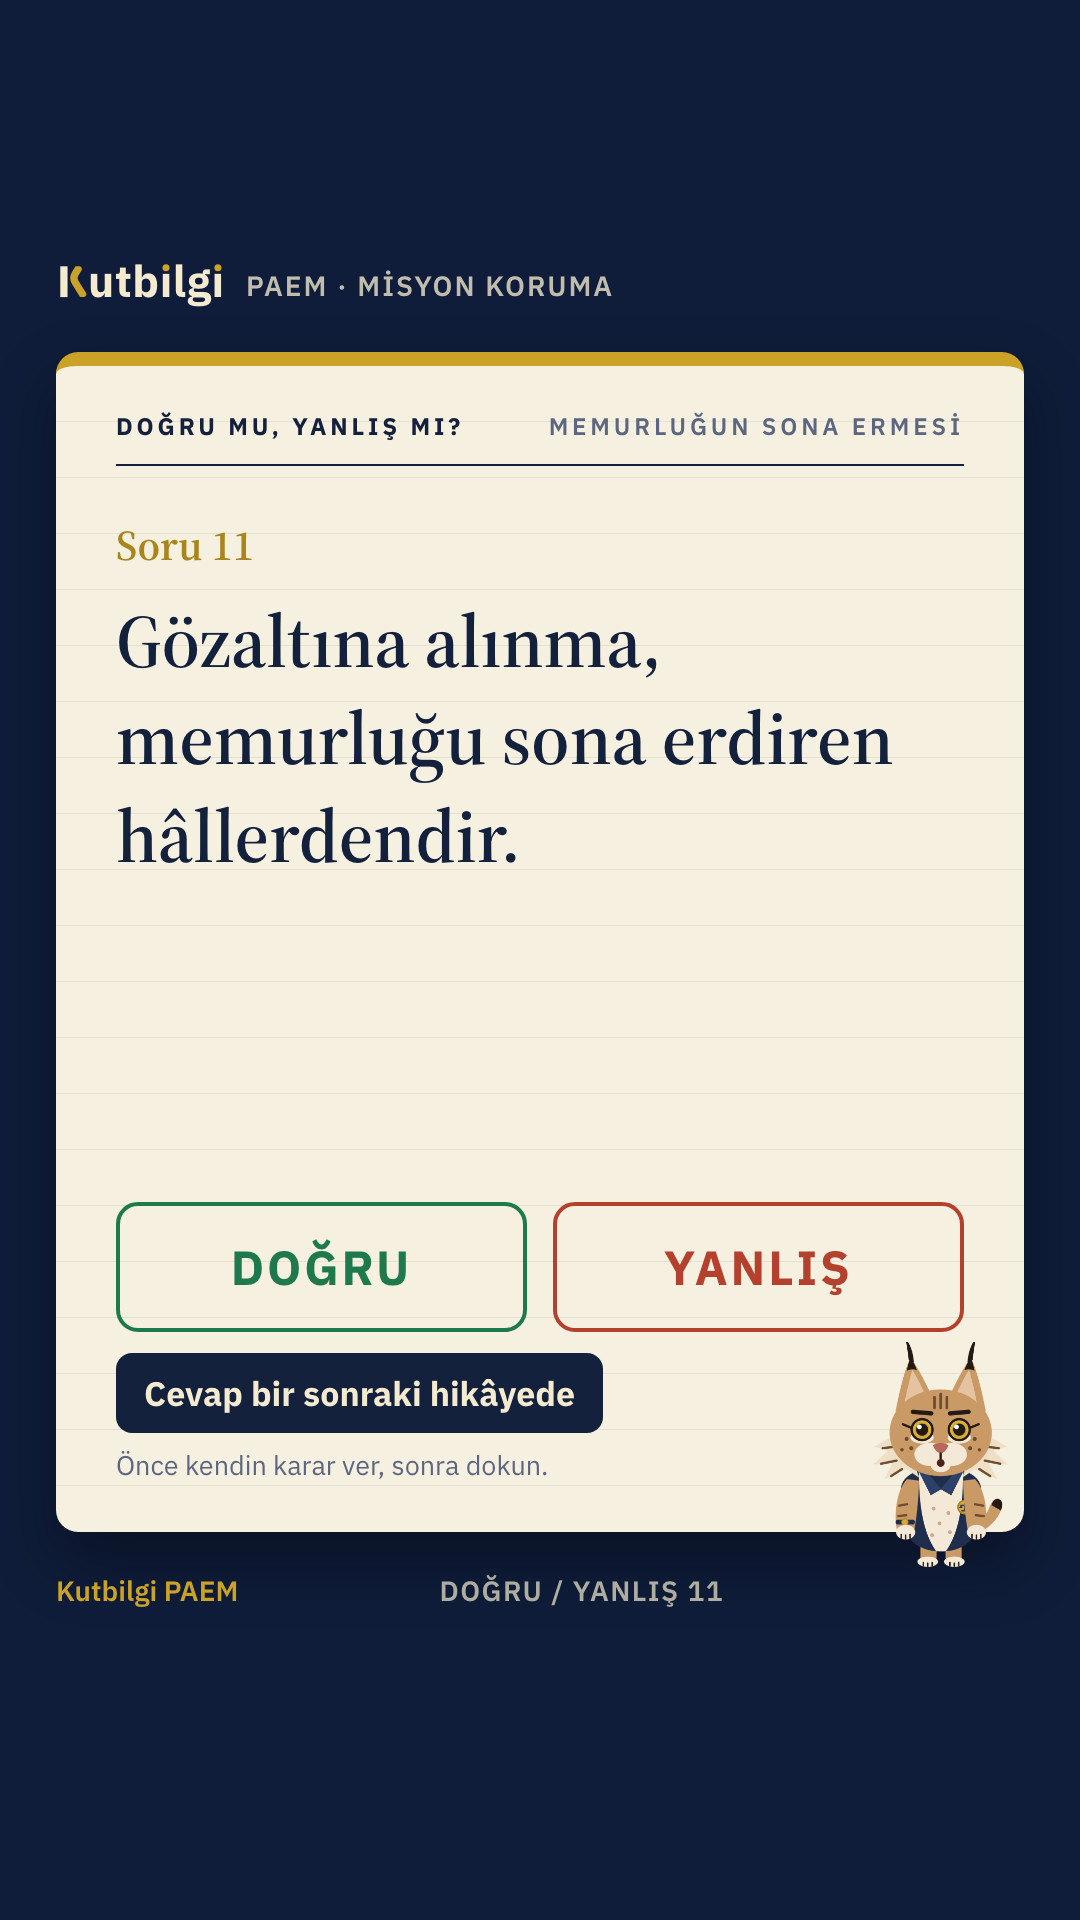 Kutbilgi PAEM · MİSYON KORUMA
DOĞRU MU, YANLIŞ MI? MEMURLUĞUN SONA ERMESİ
Soru 11
Gözaltına alınma,
memurluğu sona erdiren
hâllerdendir.
DOĞRU YANLIŞ
Cevap bir sonraki hikâyede
Önce kendin karar ver, sonra dokun.
Kutbilgi PAEM DOĞRU / YANLIŞ 11